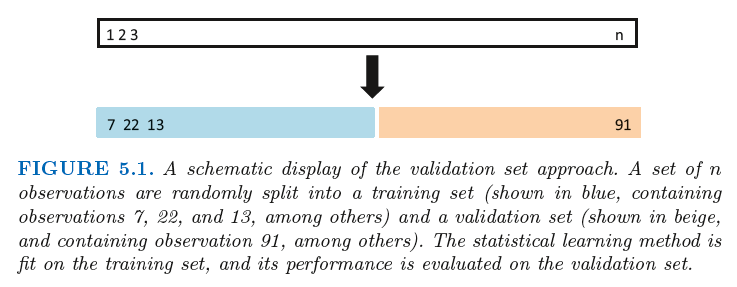 1 2 3 n
7 22 13 91
FIGURE 5.1. A schematic display of the validation set approach. A set of n
observations are randomly split into a training set (shown in blue, containing
observations 7, 22, and 13, among others) and a validation set (shown in beige,
and containing observation 91, among others). The statistical learning method is
fit on the training set, and its performance is evaluated on the validation set.